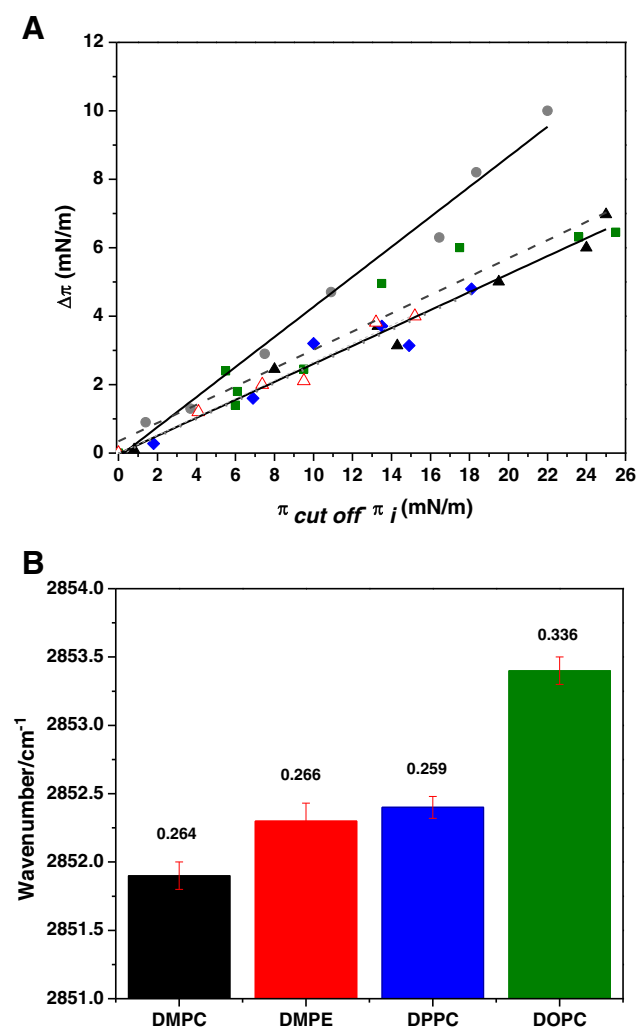 A
12
10
8
6
4
2
0
0 2 4 6 8 10 12 14 16 18 20 22 24 26
Δπ (mN/m)
π cut off- π i (mN/m)
B
2854.0
2853.5
2853.0
2852.5
2852.0
2851.5
2851.0
Wavenumber/cm-1
0.264
0.266
0.259
0.336
DMPC DMPE DPPC DOPC